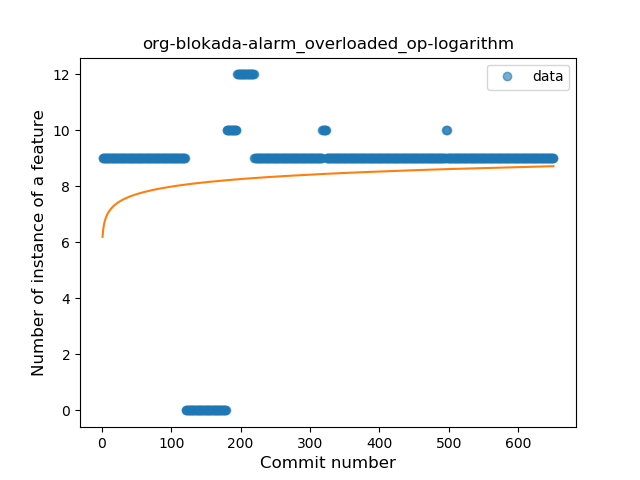 org-blokada-alarm_overloaded_op-logarithm
data
12
10
8
6
4
2
0
Number of instance of a feature
0 100 200 300 400 500 600
Commit number